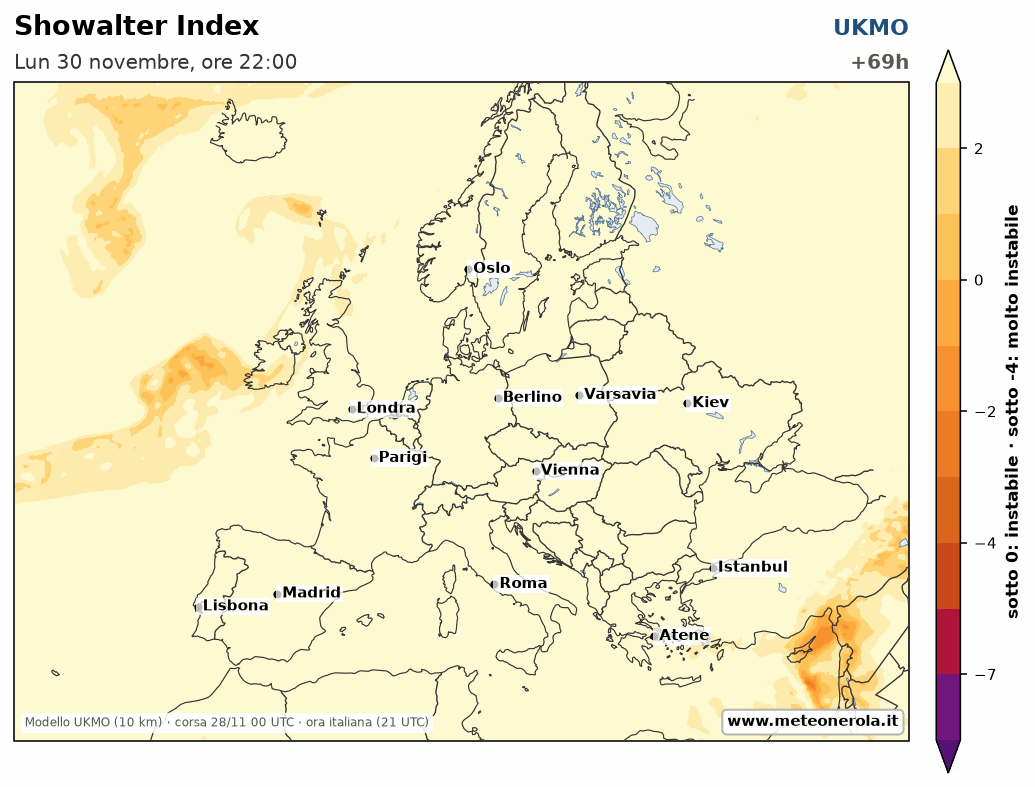 Showalter Index
UKMO
Lun 30 novembre, ore 22:00
+69h
Oslo
Londra
Berlino
Varsavia
Kiev
Parigi
Vienna
Istanbul
Roma
Madrid
Lisbona
Atene
2
0
−2
−4
−7
sotto 0: instabile · sotto -4: molto instabile
Modello UKMO (10 km) · corsa 28/11 00 UTC · ora italiana (21 UTC)
www.meteonerola.it